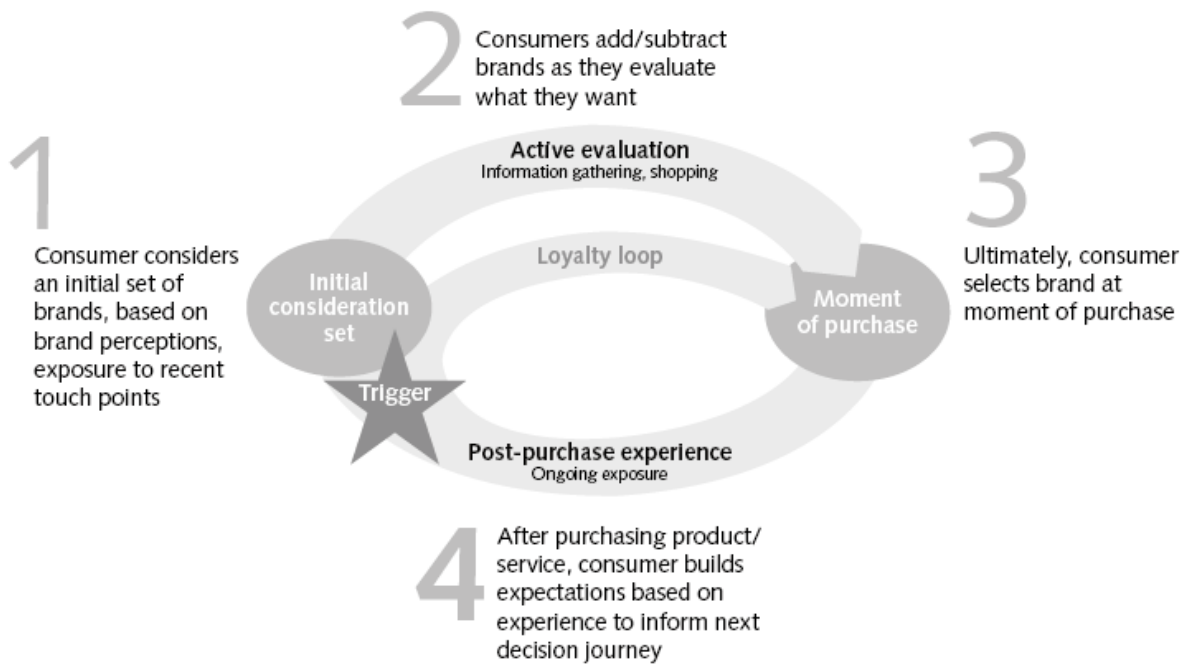 2
Consumers add/subtract
brands as they evaluate
what they want
1
Consumer considers
an initial set of
brands, based on
brand perceptions,
exposure to recent
touch points
Active evaluation
Information gathering, shopping
Loyalty loop
Initial
consideration
set
Trigger
Moment
of purchase
3
Ultimately, consumer
selects brand at
moment of purchase
Post-purchase experience
Ongoing exposure
4
After purchasing product/
service, consumer builds
expectations based on
experience to inform next
decision journey